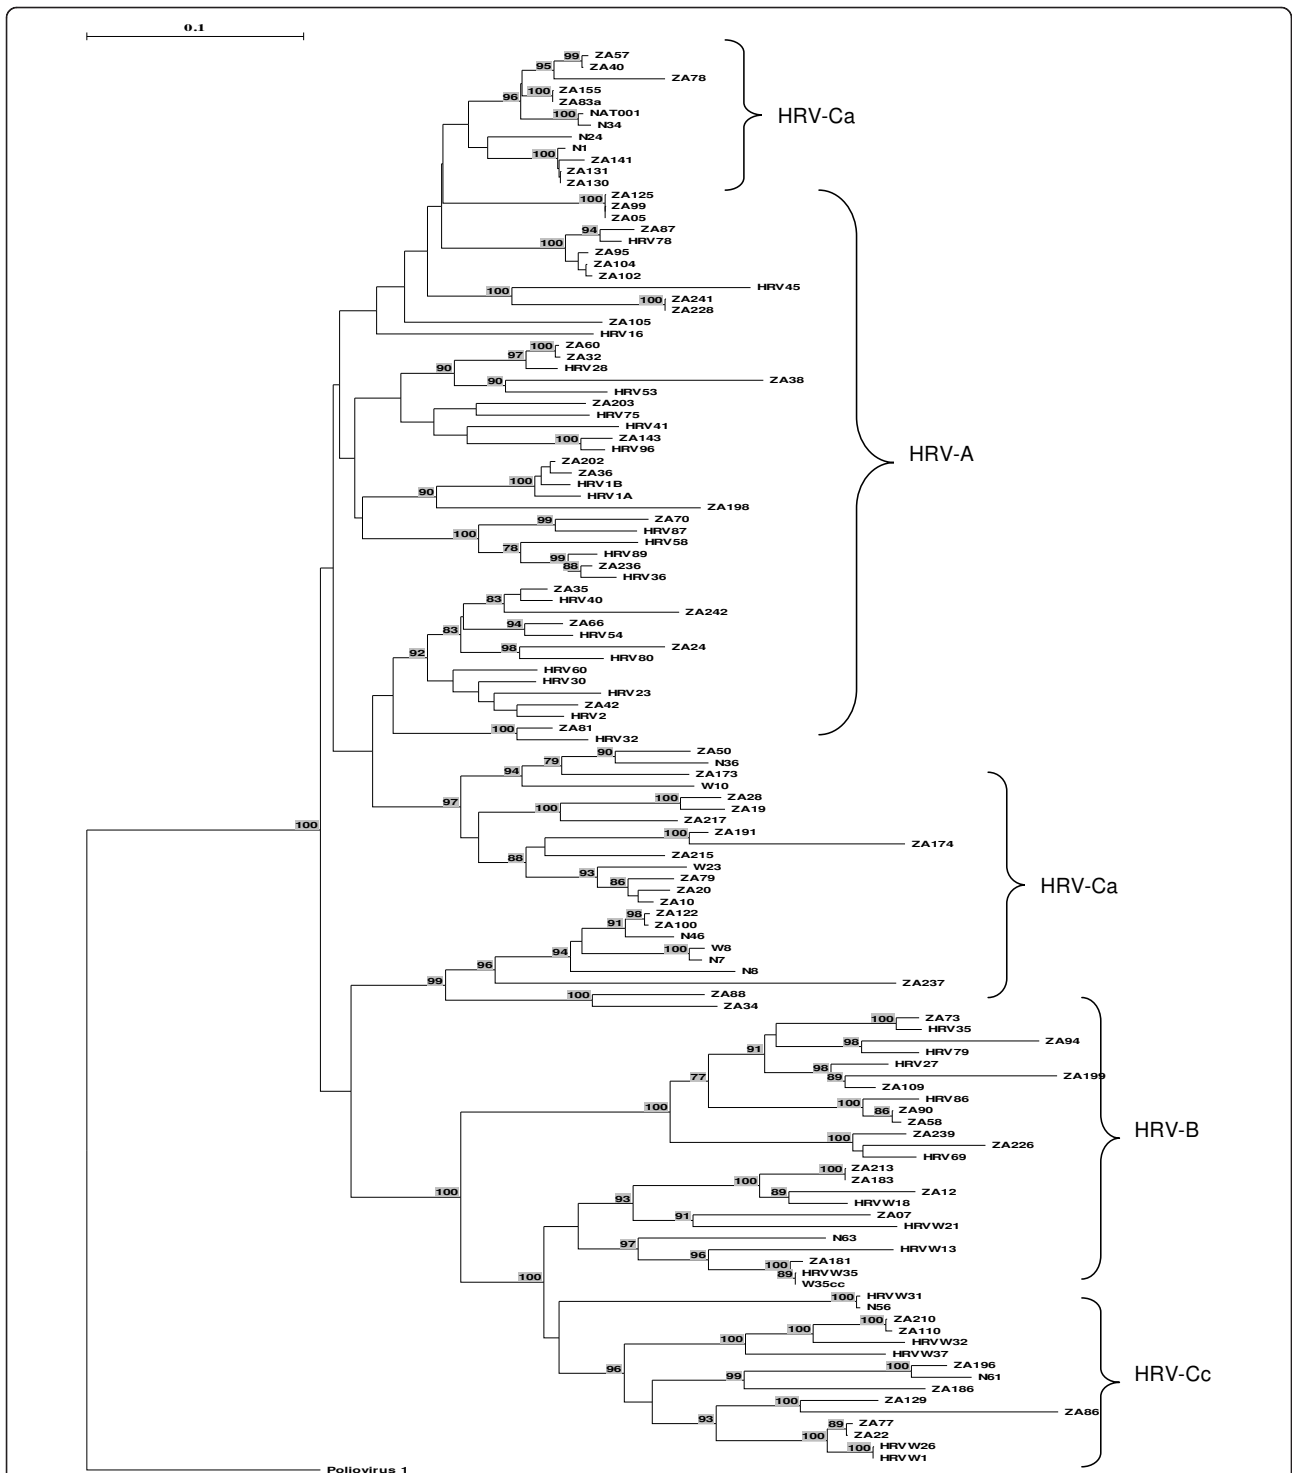 0.1
99 ZA57
95 ZA40
ZA78
100 ZA155
96 ZA83a
100 NAT001
N34
N24
N1
100 ZA141
ZA131
ZA130
HRV-Ca
ZA125
100 ZA99
ZA05
94 ZA87
100 HRV78
ZA95
ZA104
ZA102
100 HRV45
100 ZA241
ZA228
ZA105
HRV16
100 ZA60
97 ZA32
90 HRV28
90 ZA38
HRV53
ZA203
HRV75
HRV41
100 ZA143
HRV96
HRV-A
ZA202
ZA36
100 HRV1B
90 HRV1A
ZA198
99 ZA70
100 HRV87
78 HRV58
99 HRV89
88 ZA236
HRV36
ZA35
83 HRV40
ZA242
94 ZA66
83 HRV54
98 ZA24
92 HRV80
HRV60
HRV30
HRV23
ZA42
HRV2
100 ZA81
HRV32
90 ZA50
79 N36
94 ZA173
W10
97 100 ZA28
100 ZA19
ZA217
100 ZA191
100 ZA174
88 ZA215
93 W23
86 ZA79
ZA20
ZA10
HRV-Ca
98 ZA122
91 ZA100
N46
94 100 W8
N7
96 N8
99 ZA237
100 ZA88
ZA34
100 ZA73
HRV35
91 98 ZA94
HRV79
98 HRV27
77 89 ZA199
ZA109
100 HRV86
100 86 ZA90
ZA58
100 ZA239
ZA226
HRV69
HRV-B
100 ZA213
100 ZA183
100 89 ZA12
93 HRVW18
91 ZA07
HRVW21
97 N63
96 HRVW13
100 ZA181
100 89 HRVW35
W35cc
100 HRVW31
N56
100 ZA210
100 ZA110
100 HRVW32
HRVW37
96 100 ZA196
99 N61
ZA186
100 ZA129
ZA86
93 89 ZA77
100 ZA22
100 HRVW26
HRVW1
HRV-Cc
Poliovirus 1